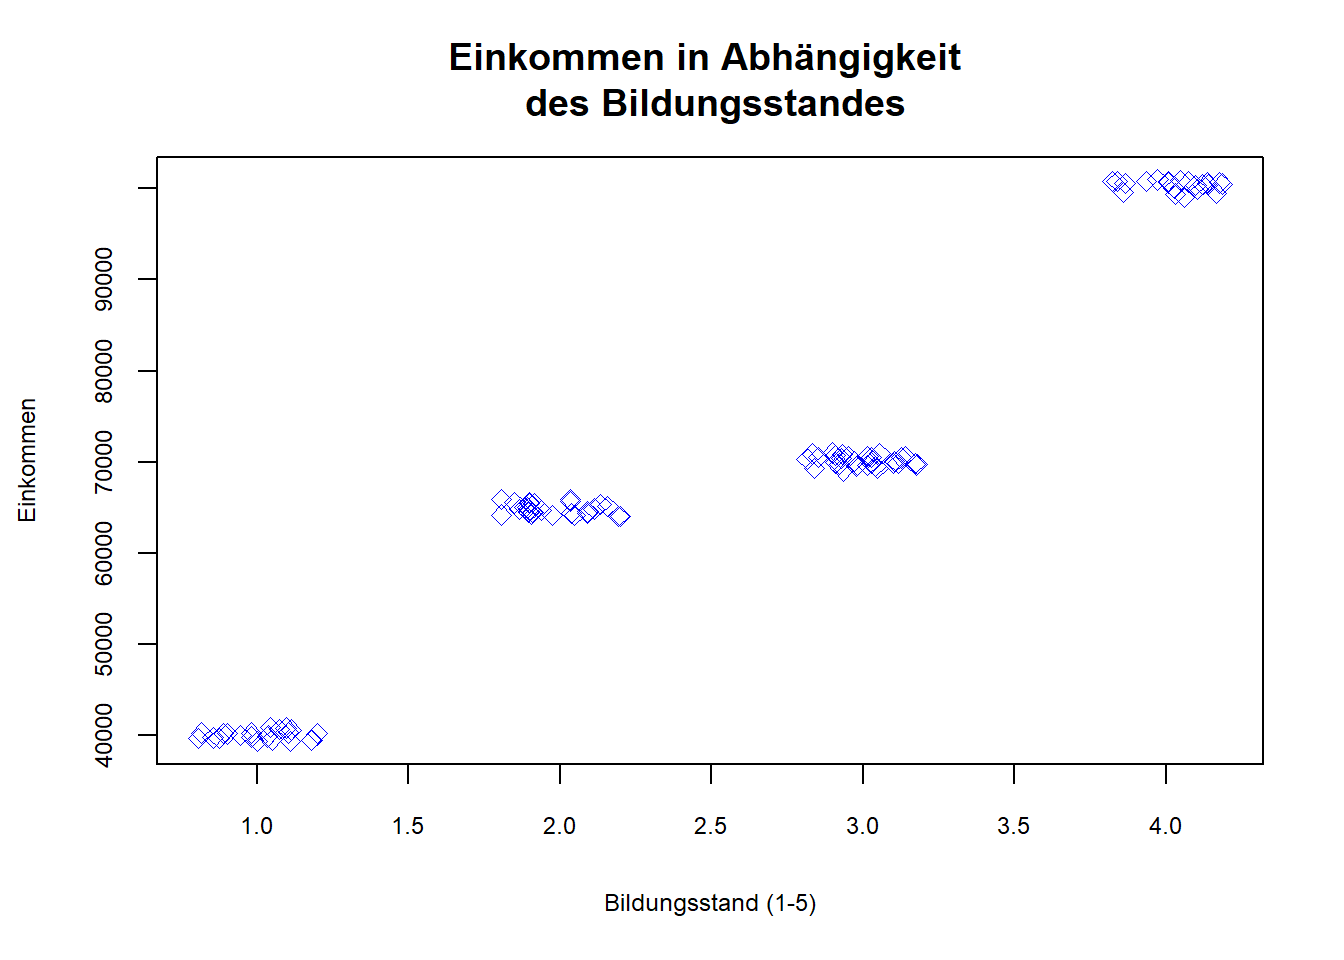 Einkommen in Abhängigkeit
des Bildungsstandes
Einkommen
90000
80000
70000
60000
50000
40000
1.0 1.5 2.0 2.5 3.0 3.5 4.0
Bildungsstand (1-5)